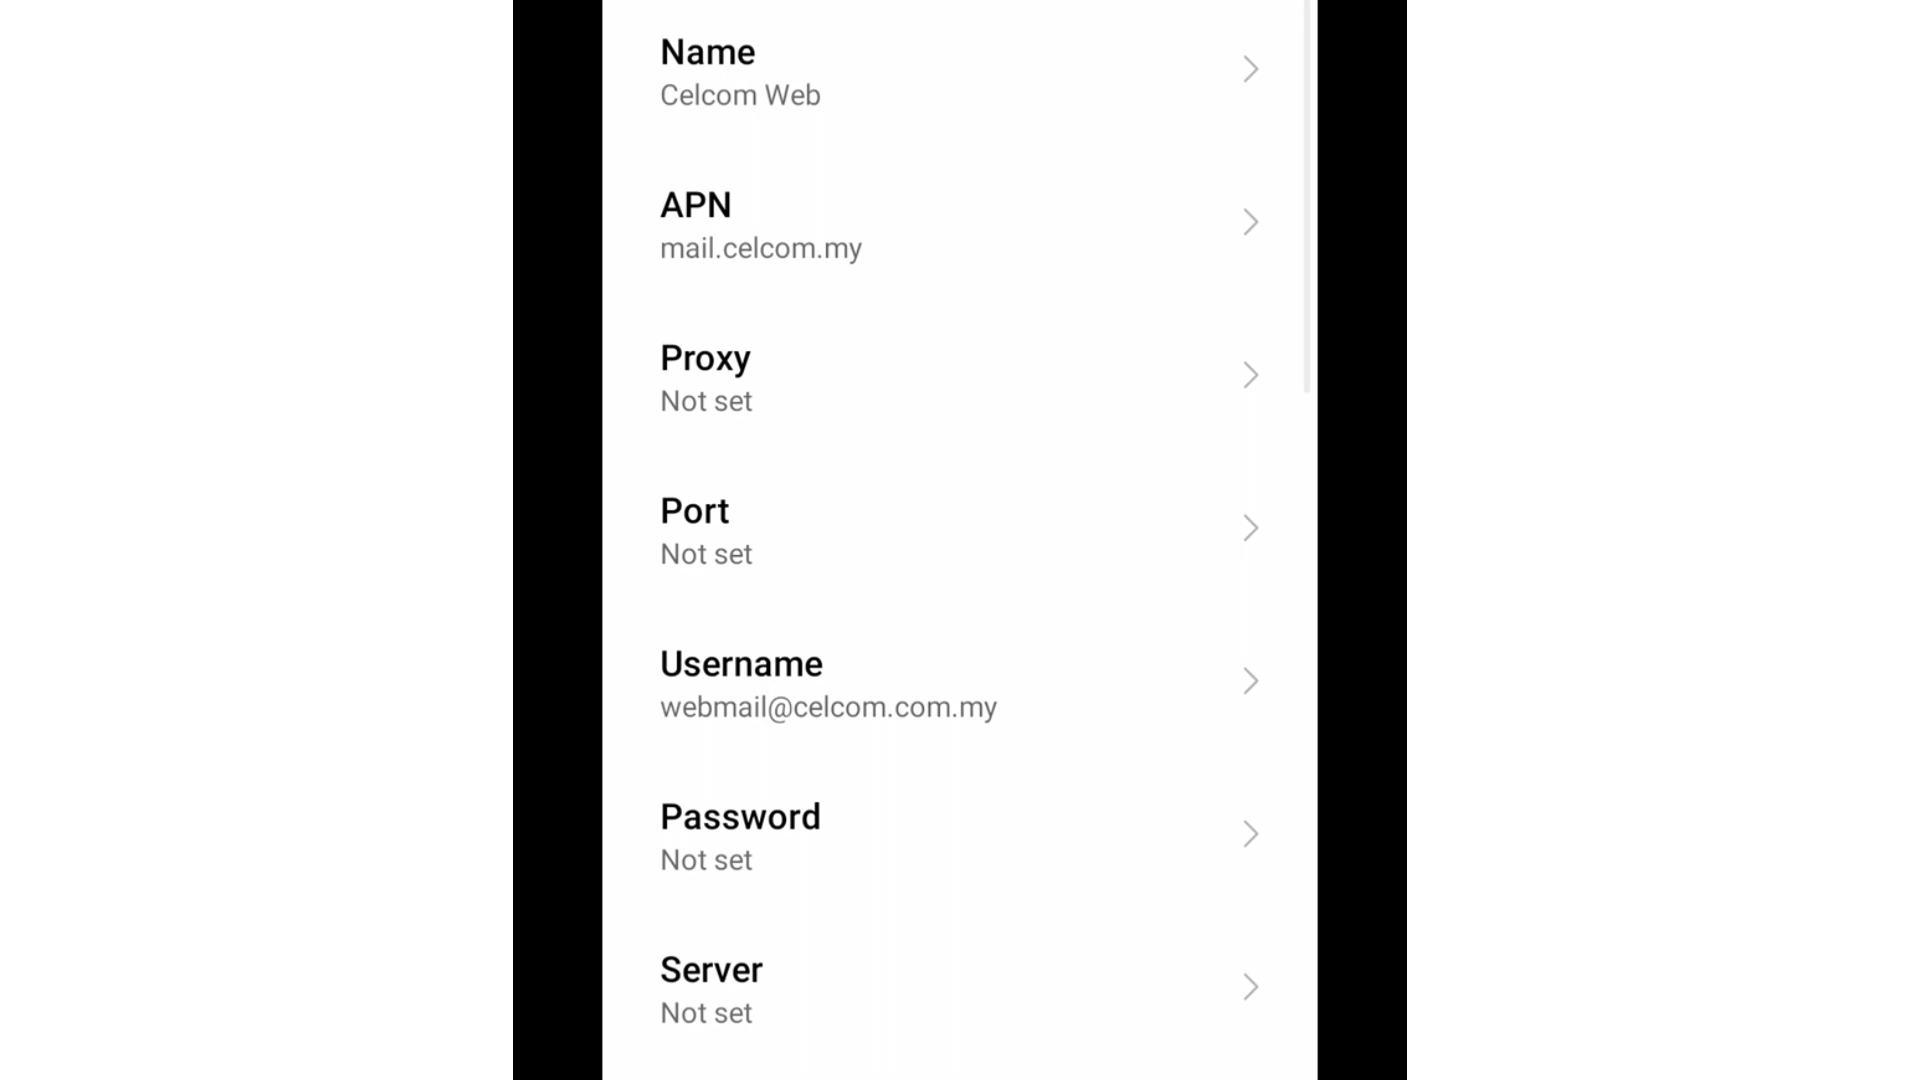 Name
Celcom Web
APN
mail.celcom.my
Proxy
Not set
Port
Not set
Username
webmail@celcom.com.my
Password
Not set
Server
Not set